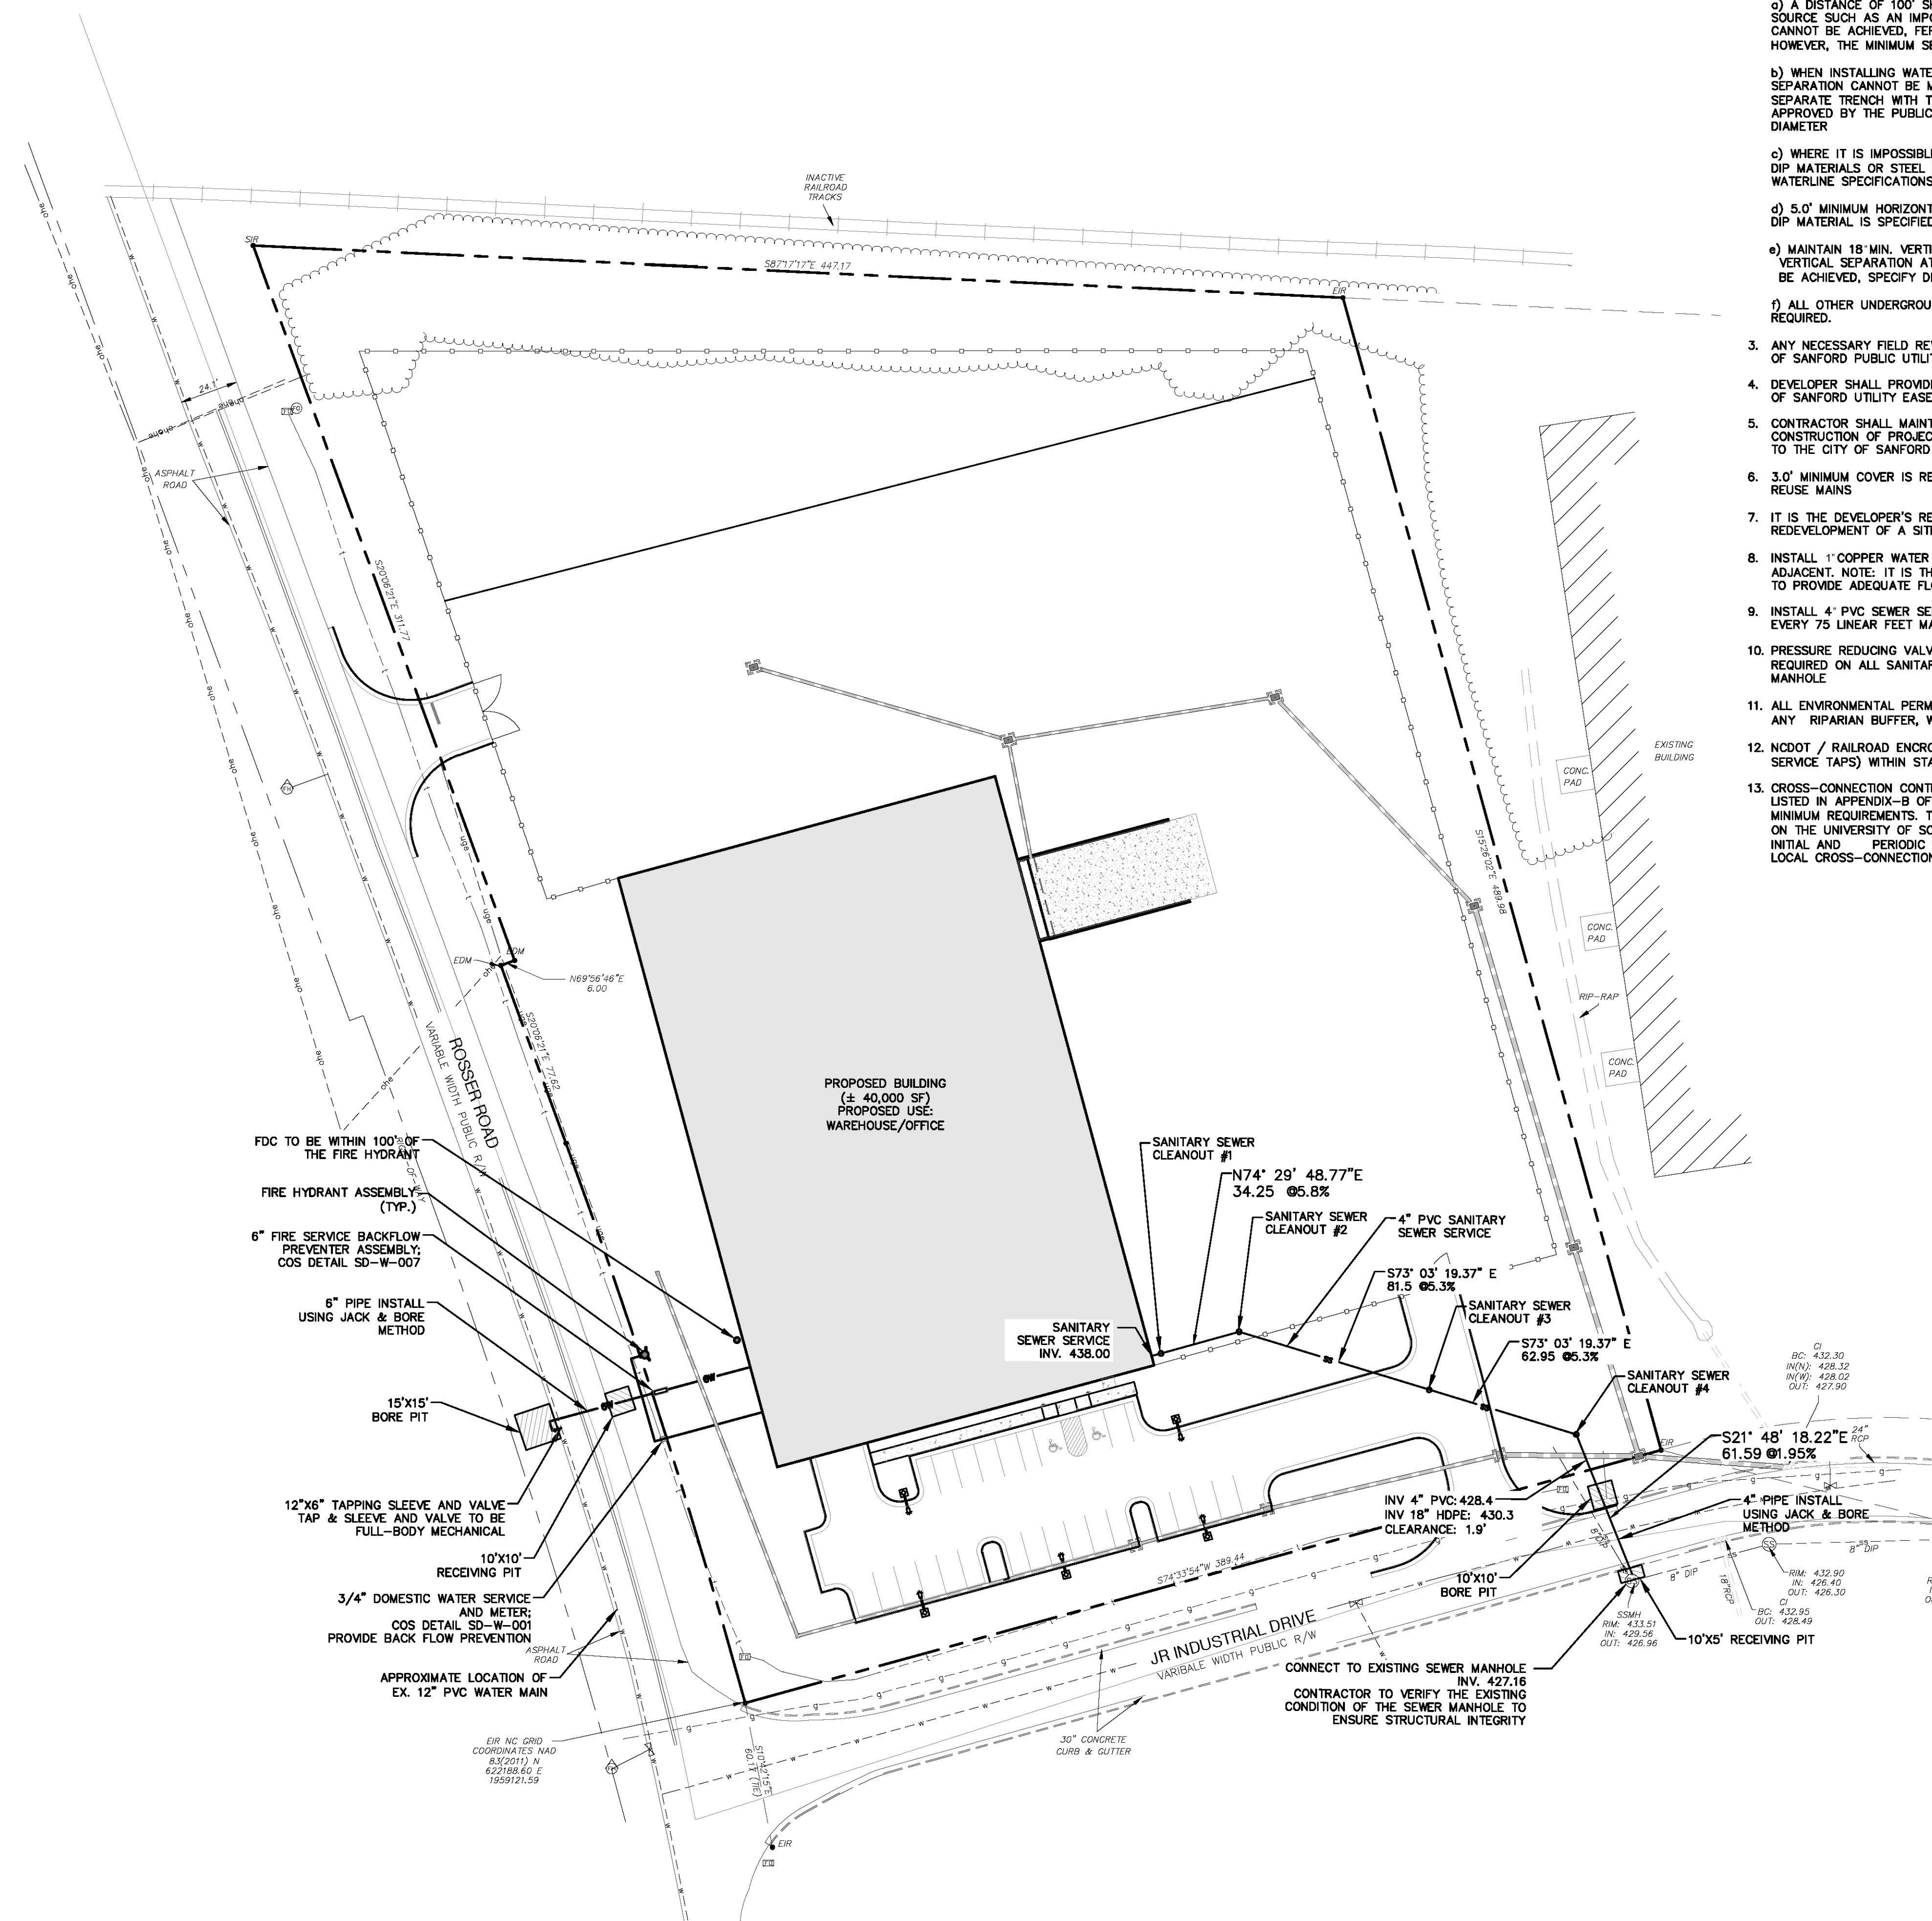 a) A DISTANCE OF 100' S
SOURCE SUCH AS AN IMPO
CANNOT BE ACHIEVED, FE
HOWEVER, THE MINIMUM SE
b) WHEN INSTALLING WATE
SEPARATION CANNOT BE M
SEPARATE TRENCH WITH T
APPROVED BY THE PUBLIC
DIAMETER
c) WHERE IT IS IMPOSSIBL
DIP MATERIALS OR STEEL
WATERLINE SPECIFICATIONS
d) 5.0' MINIMUM HORIZONT
DIP MATERIAL IS SPECIFIED
e) MAINTAIN 18"MIN. VERTI
VERTICAL SEPARATION AT
BE ACHIEVED, SPECIFY D
f) ALL OTHER UNDERGROU
REQUIRED.
3. ANY NECESSARY FIELD RE
OF SANFORD PUBLIC UTILI
4. DEVELOPER SHALL PROVID
OF SANFORD UTILITY EASE
5. CONTRACTOR SHALL MAINT
CONSTRUCTION OF PROJEC
TO THE CITY OF SANFORD
6. 3.0' MINIMUM COVER IS RE
REUSE MAINS
7. IT IS THE DEVELOPER'S RE
REDEVELOPMENT OF A SIT
8. INSTALL 1" COPPER WATER
ADJACENT. NOTE: IT IS TH
TO PROVIDE ADEQUATE FL
9. INSTALL 4" PVC SEWER SE
EVERY 75 LINEAR FEET MA
10. PRESSURE REDUCING VALV
REQUIRED ON ALL SANITAR
MANHOLE
11. ALL ENVIRONMENTAL PERM
ANY RIPARIAN BUFFER, W
12. NCDOT / RAILROAD ENCRO
SERVICE TAPS) WITHIN STA
13. CROSS-CONNECTION CONT
LISTED IN APPENDIX-B OF
MINIMUM REQUIREMENTS. T
ON THE UNIVERSITY OF SO
INITIAL AND PERIODIC
LOCAL CROSS-CONNECTION
INACTIVE
RAILROAD
TRACKS
SIR
S87°17'17"E 447.17
EIR
24.1'
ASPHALT
ROAD
S20°06'21"E 311.77
FO
FH
EXISTING
BUILDING
CONC.
PAD
S15°26'02"E 489.98
CONC.
PAD
EDM
EDM
N69°56'46"E
6.00
RIP-RAP
S20°06'21"E 77.62
CONC.
PAD
ROSSER ROAD
VARIABLE WIDTH PUBLIC R/W
RIGHT-OF-WAY
PROPOSED BUILDING
(± 40,000 SF)
PROPOSED USE:
WAREHOUSE/OFFICE
FDC TO BE WITHIN 100' OF
THE FIRE HYDRANT
FIRE HYDRANT ASSEMBLY
(TYP.)
6" FIRE SERVICE BACKFLOW
PREVENTER ASSEMBLY;
COS DETAIL SD-W-007
6" PIPE INSTALL
USING JACK & BORE
METHOD
15'X15'
BORE PIT
12"X6" TAPPING SLEEVE AND VALVE
TAP & SLEEVE AND VALVE TO BE
FULL-BODY MECHANICAL
10'X10'
RECEIVING PIT
3/4" DOMESTIC WATER SERVICE
AND METER;
COS DETAIL SD-W-001
PROVIDE BACK FLOW PREVENTION
ASPHALT
ROAD
APPROXIMATE LOCATION OF
EX. 12" PVC WATER MAIN
EIR NC GRID
COORDINATES NAD
83(2011) N
622188.60 E
1959121.59
SANITARY SEWER
CLEANOUT #1
N74° 29' 48.77"E
34.25 @5.8%
SANITARY SEWER
CLEANOUT #2
4" PVC SANITARY
SEWER SERVICE
S73° 03' 19.37" E
81.5 @5.3%
SANITARY SEWER
CLEANOUT #3
S73° 03' 19.37" E
62.95 @5.3%
SANITARY SEWER
CLEANOUT #4
SANITARY
SEWER SERVICE
INV. 438.00
CI
BC: 432.30
IN(N): 428.32
IN(W): 428.02
OUT: 427.90
S21° 48' 18.22"E
61.59 @1.95%
24"
RCP
EIR
INV 4" PVC: 428.4
INV 18" HDPE: 430.3
CLEARANCE: 1.9'
4" PIPE INSTALL
USING JACK & BORE
METHOD
8"DIP
8" DIP
8" DIP
SS
18"RCP
RIM: 432.90
IN: 426.40
OUT: 426.30
CI
BC: 432.95
OUT: 428.49
SSMH
RIM: 433.51
IN: 429.56
OUT: 426.96
10'X10'
BORE PIT
10'X5' RECEIVING PIT
S74°33'54"W 389.44
JR INDUSTRIAL DRIVE
VARIBALE WIDTH PUBLIC R/W
CONNECT TO EXISTING SEWER MANHOLE
INV. 427.16
CONTRACTOR TO VERIFY THE EXISTING
CONDITION OF THE SEWER MANHOLE TO
ENSURE STRUCTURAL INTEGRITY
30" CONCRETE
CURB & GUTTER
S10°42'15"E
60.17 (TIE)
EIR